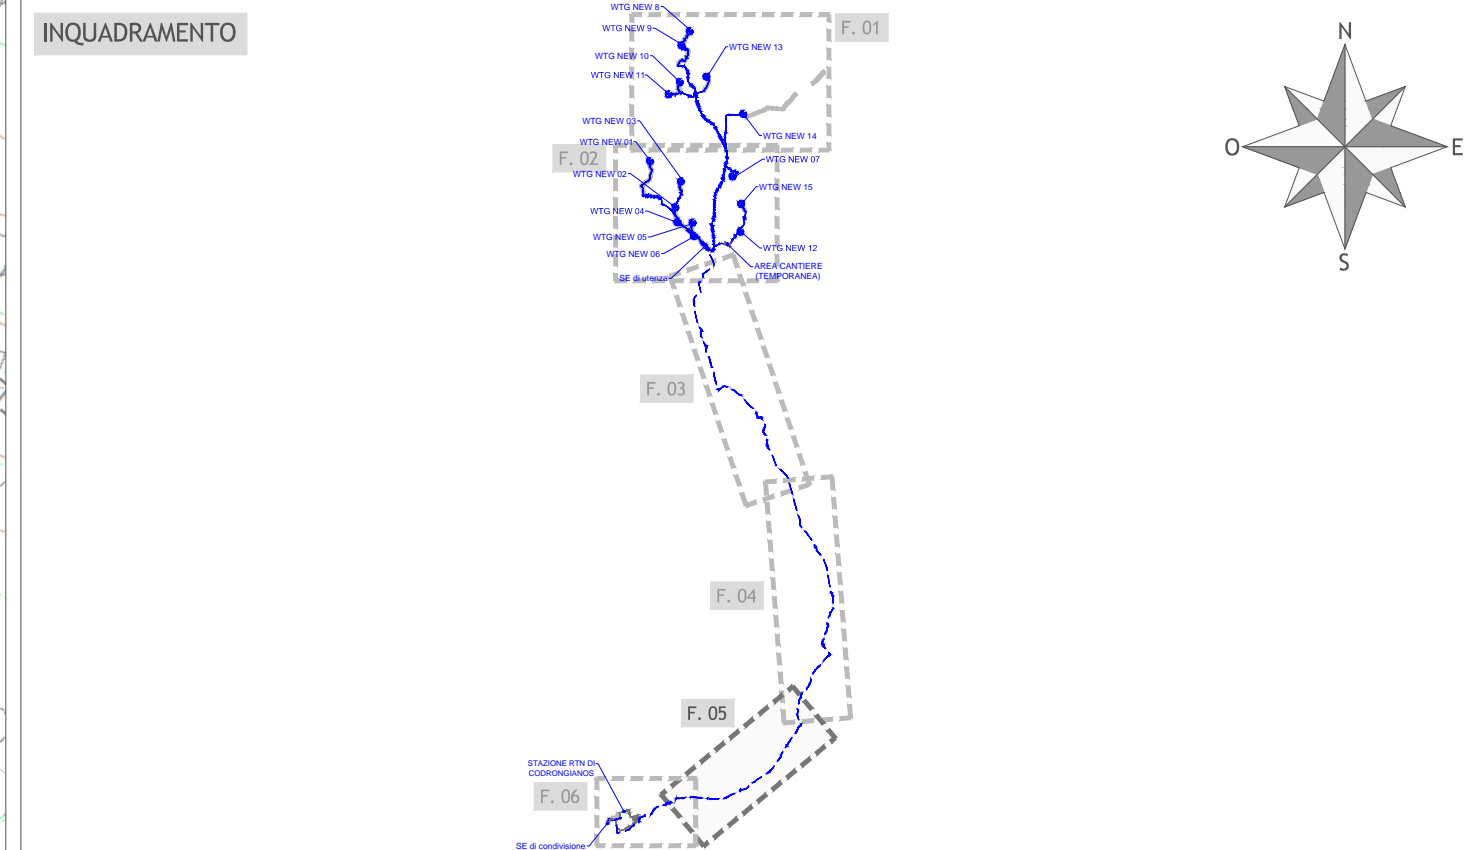 INQUADRAMENTO
WTG NEW 8
WTG NEW 9
WTG NEW 10
WTG NEW 11
WTG NEW 13
F. 01
WTG NEW 14
WTG NEW 03
WTG NEW 01
F. 02
WTG NEW 02
WTG NEW 07
WTG NEW 15
WTG NEW 04
WTG NEW 05
WTG NEW 06
WTG NEW 12
SE di utenza
AREA CANTIERE
(TEMPORANEA)
F. 03
F. 04
F. 05
STAZIONE RTN DI
CODRONGIANOS
F. 06
SE di condivisione
N
O
E
S